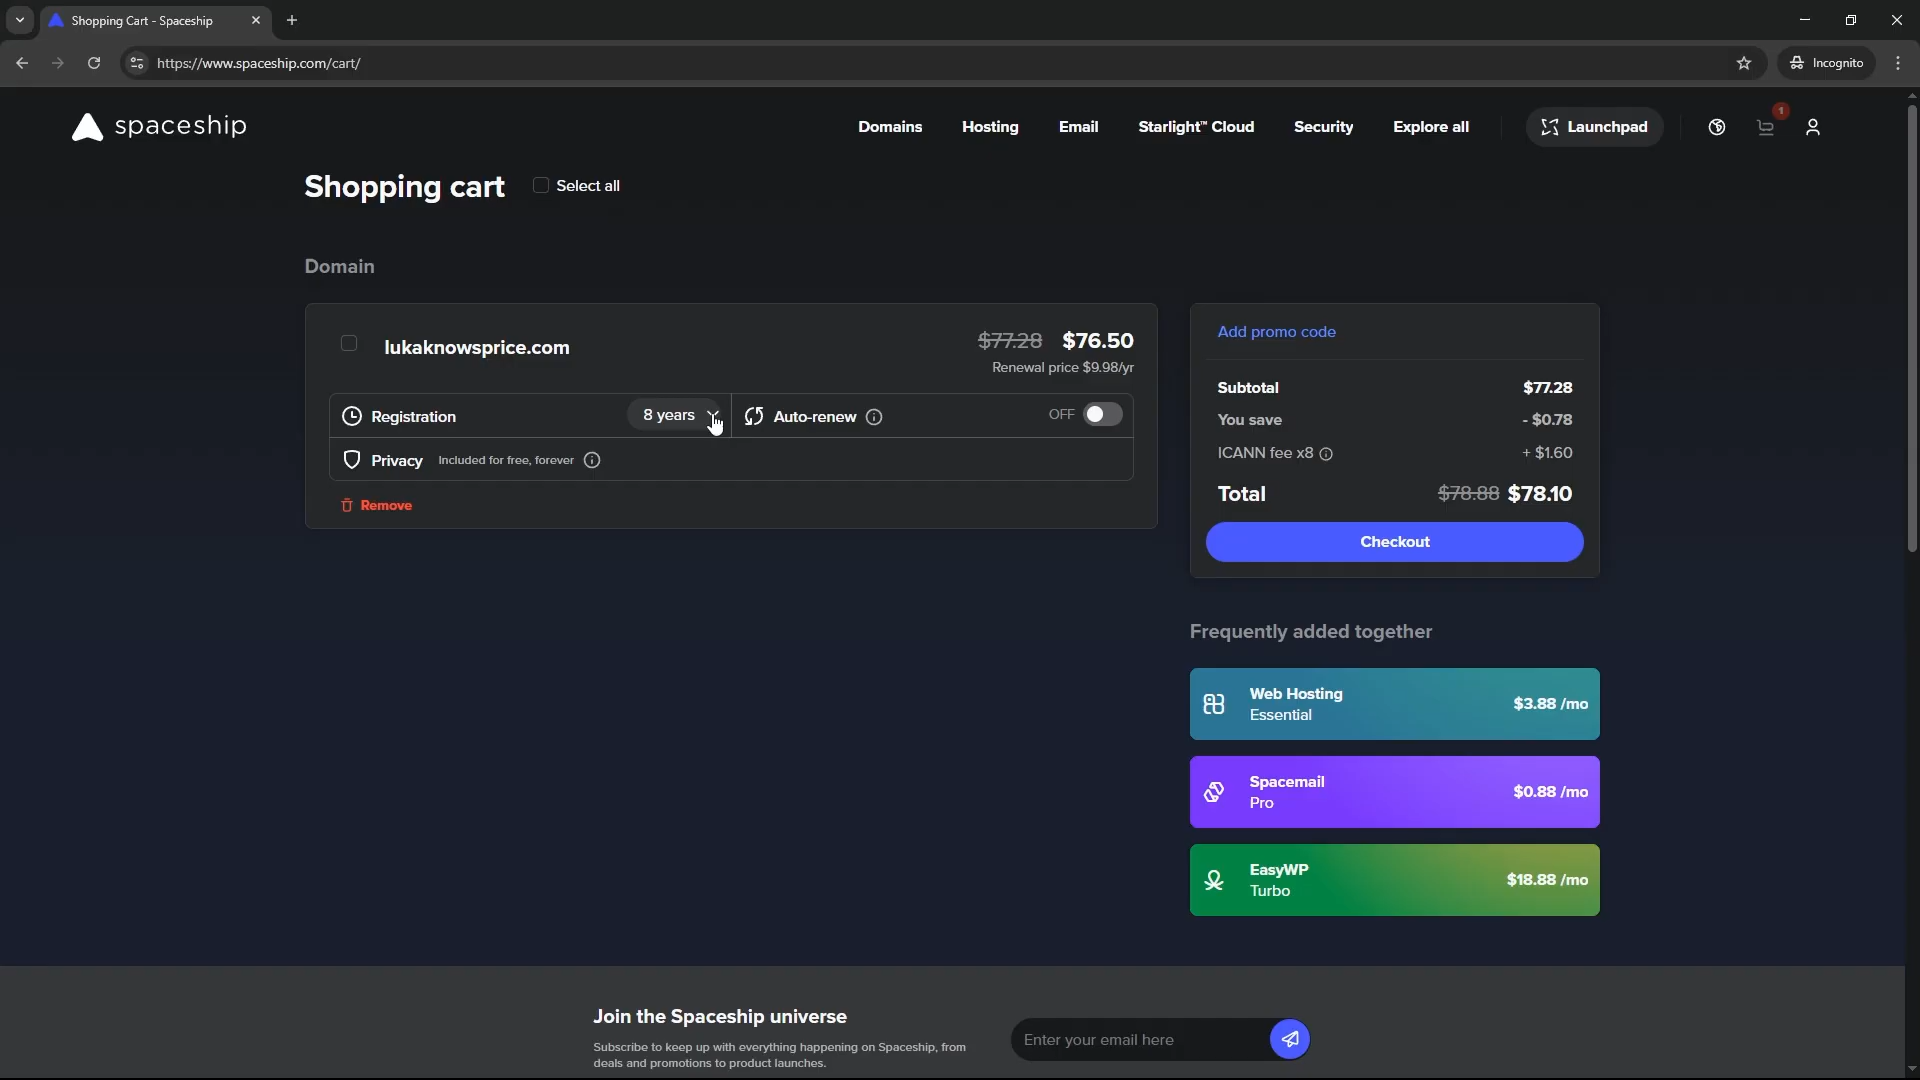 Shopping Cart - Spaceship
https://www.spaceship.com/cart/
Incognito
spaceship
Domains
Hosting
Email
Starlight™ Cloud
Security
Explore all
Launchpad
1
Shopping cart
Select all
Domain
lukaknowsprice.com
$77.28 $76.50
Renewal price $9.98/yr
Registration
8 years
Auto-renew
OFF
Privacy Included for free, forever
Remove
Add promo code
Subtotal $77.28
You save - $0.78
ICANN fee x8 + $1.60
Total $78.88 $78.10
Checkout
Frequently added together
Web Hosting
Essential
$3.88 /mo
Spacemail
Pro
$0.88 /mo
EasyWP
Turbo
$18.88 /mo
Join the Spaceship universe
Subscribe to keep up with everything happening on Spaceship, from
deals and promotions to product launches.
Enter your email here